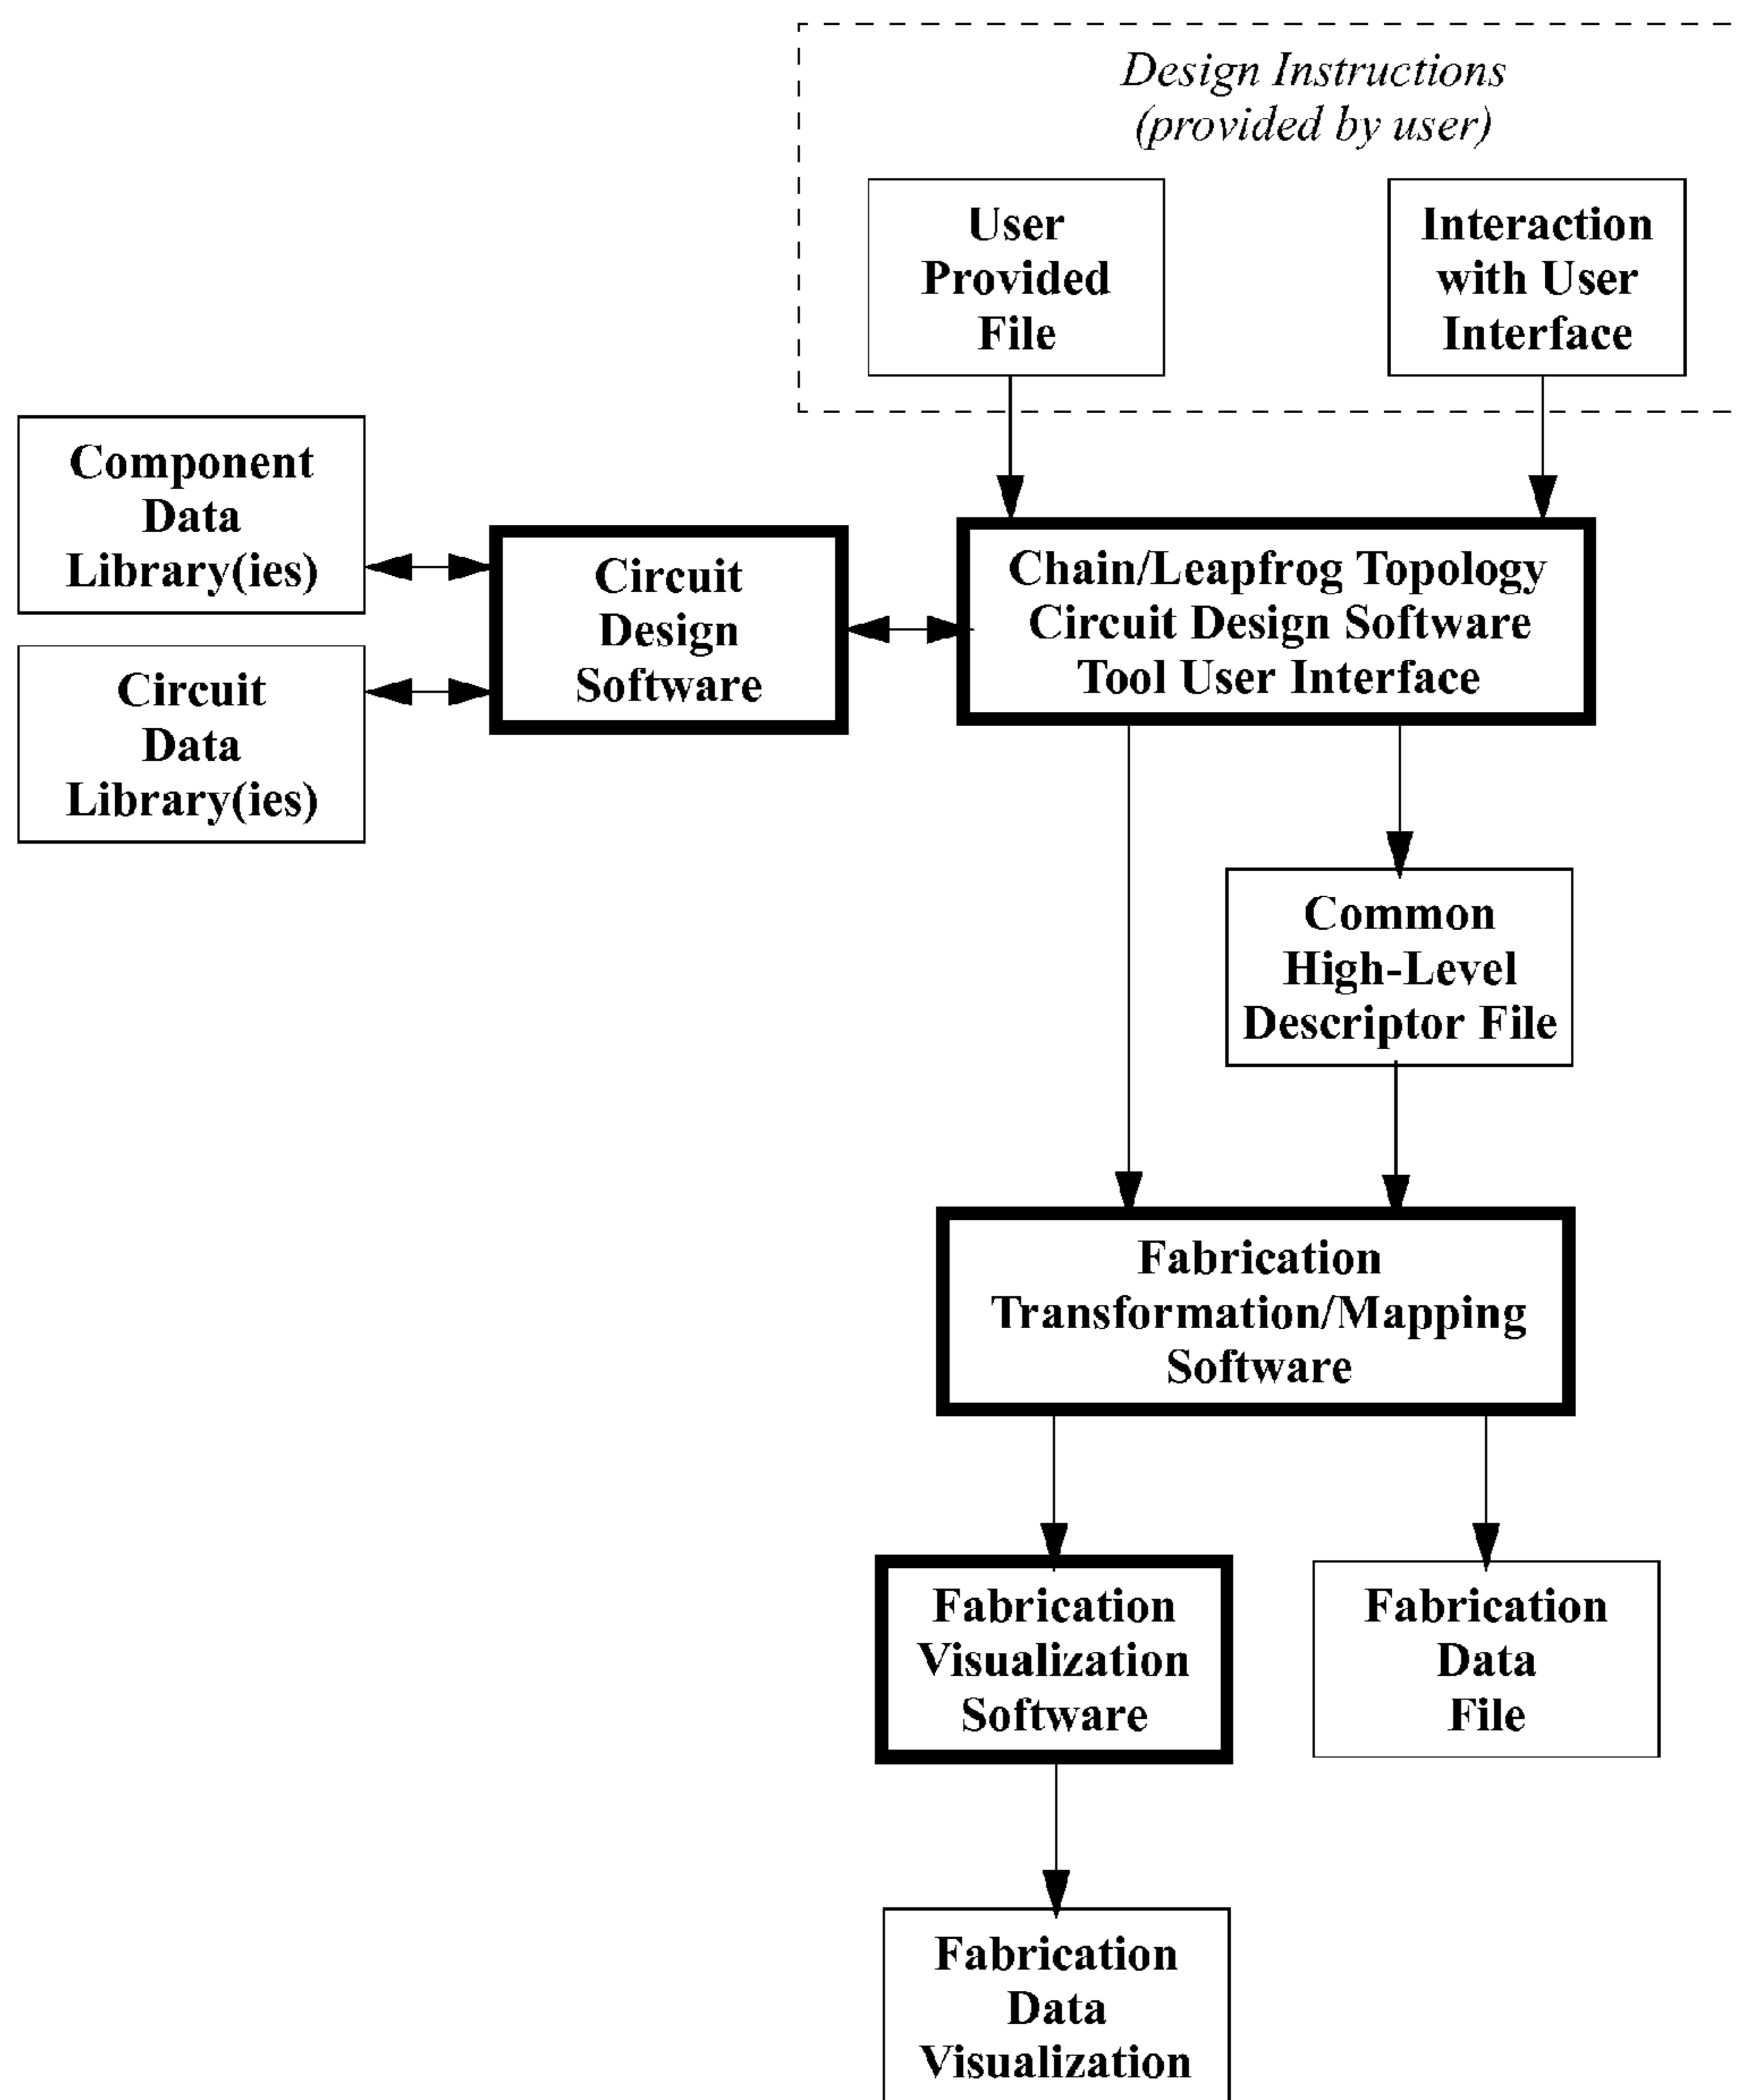 Design Instructions
(provided by user)
User
Provided
File
Interaction
with User
Interface
Component
Data
Library(ies)
Circuit
Data
Library(ies)
Circuit
Design
Software
Chain/Leapfrog Topology
Circuit Design Software
Tool User Interface
Common
High-Level
Descriptor File
Fabrication
Transformation/Mapping
Software
Fabrication
Visualization
Software
Fabrication
Data
File
Fabrication
Data
Visualization